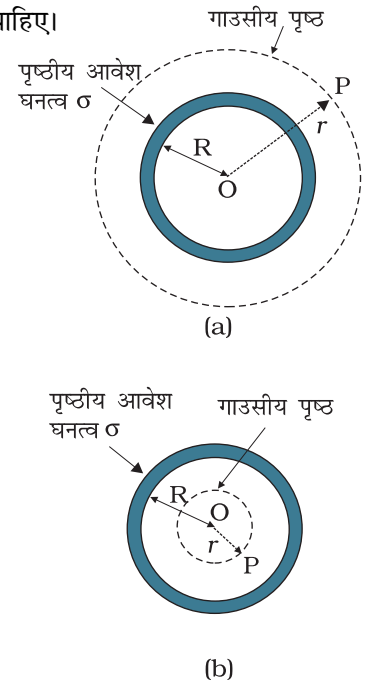 गाउसीय पृष्ठ
पृष्ठीय आवेश
घनत्व σ
P
r
R
O
(a)
पृष्ठीय आवेश
घनत्व σ
गाउसीय पृष्ठ
R
O
r
P
(b)